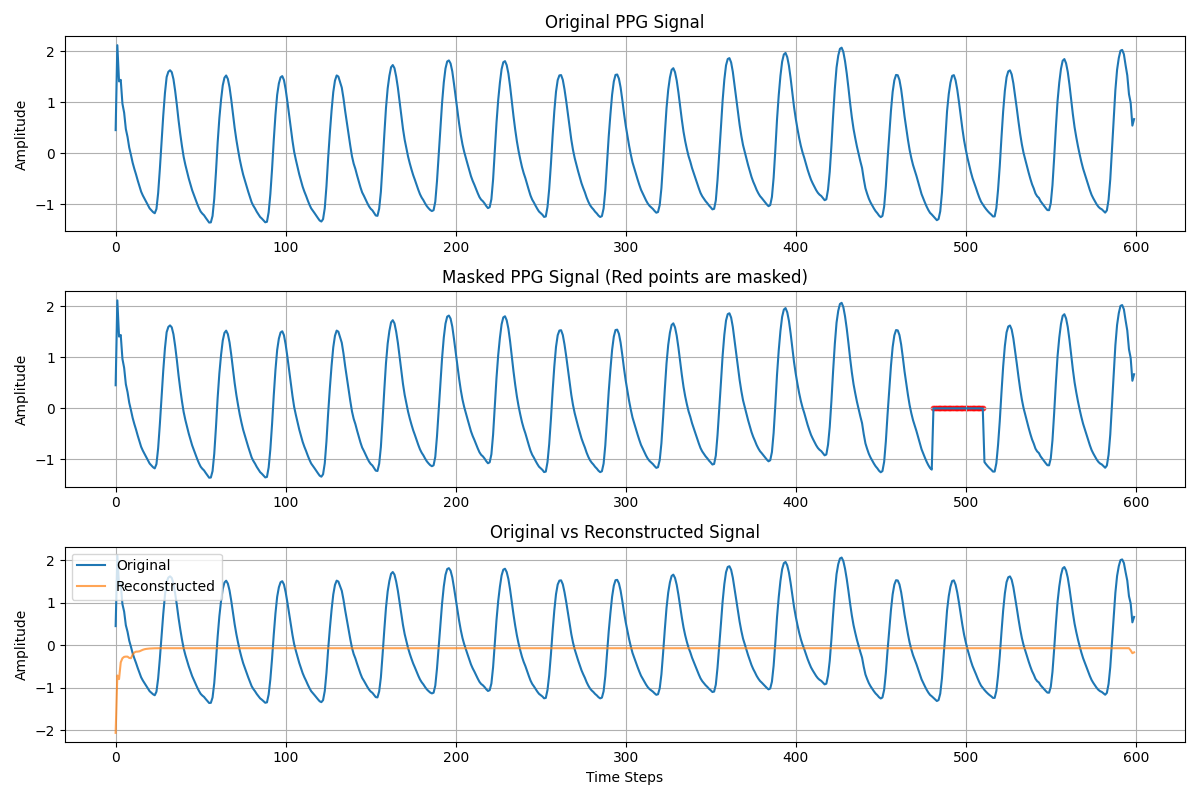 Original PPG Signal
2
1
0
−1
Amplitude
0 100 200 300 400 500 600
Masked PPG Signal (Red points are masked)
2
1
0
−1
Amplitude
0 100 200 300 400 500 600
Original vs Reconstructed Signal
Original
Reconstructed
2
1
0
−1
−2
Amplitude
0 100 200 300 400 500 600
Time Steps